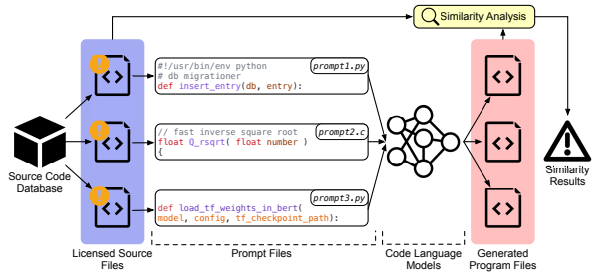 Similarity Analysis
#!/usr/bin/env python
prompt1.py
# db migrationer
def insert_entry(db, entry):
// fast inverse square root
prompt2.c
float Q_rsqrt( float number )
{
def load_tf_weights_in_bert(
prompt3.py
model, config, tf_checkpoint_path):
Source Code
Database
Similarity
Results
Licensed Source
Files
Prompt Files
Code Language
Models
Generated
Program Files